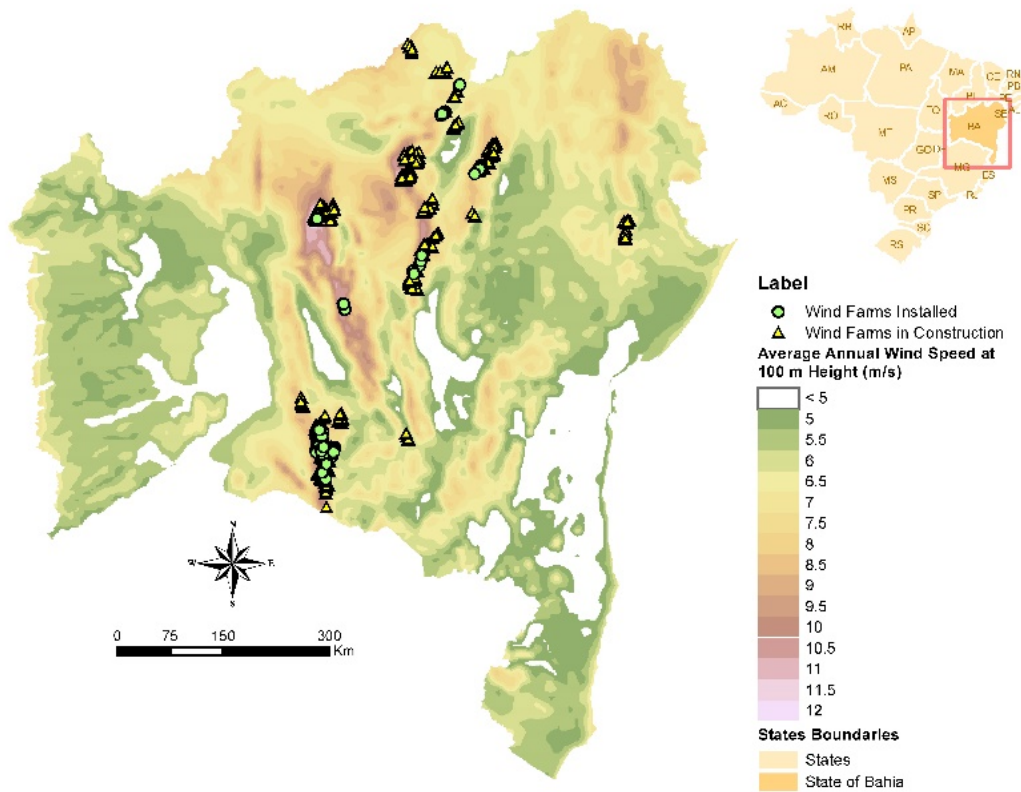 RR
AP
AM
PA
MA
CE
RN
PB
PI
PE
AL
AC
TO
SE
RO
BA
MT
GO
DF
MG
MS
ES
SP
RJ
PR
SC
RS
Label
Wind Farms Installed
Wind Farms in Construction
Average Annual Wind Speed at
100 m Height (m/s)
< 5
5
5.5
6
6.5
7
7.5
8
8.5
9
9.5
10
10.5
11
11.5
12
States Boundaries
States
State of Bahia
N
W
E
S
0 75 150 300
Km